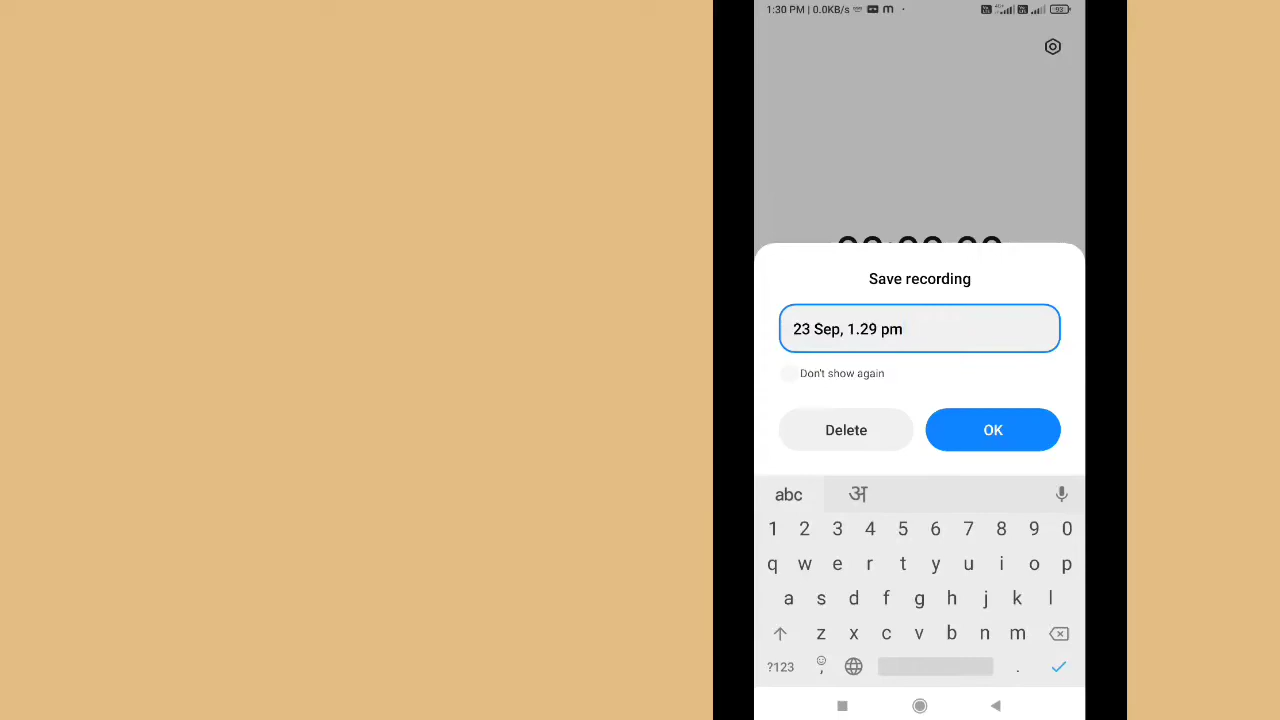 1:30 PM | 0.0KB/s
93
Save recording
23 Sep, 1.29 pm
Don't show again
Delete
OK
abc
अ
1 2 3 4 5 6 7 8 9 0
q w e r t y u i o p
a s d f g h j k l
z x c v b n m
?123 , .